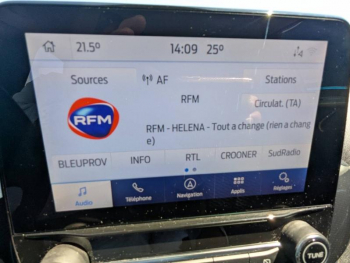 21.5°
14:09
25°
Sources
AF
Stations
RFM
Circulat. (TA)
RFM
RFM - HELENA - Tout a change (rien a chang
e)
BLEUPROV
INFO
RTL
CROONER
SudRadio
Audio
Téléphone
Navigation
Applis
Réglages
TUNE